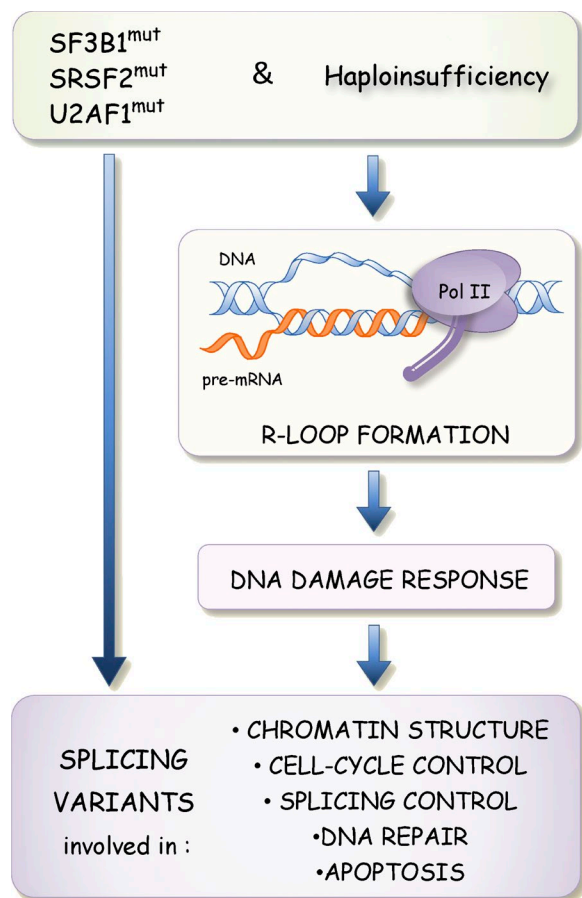 SF3B1mut
SRSF2mut & Haploinsufficiency
U2AF1mut
DNA
Pol II
pre-mRNA
R-LOOP FORMATION
DNA DAMAGE RESPONSE
SPLICING
VARIANTS
involved in :
• CHROMATIN STRUCTURE
• CELL-CYCLE CONTROL
• SPLICING CONTROL
•DNA REPAIR
•APOPTOSIS